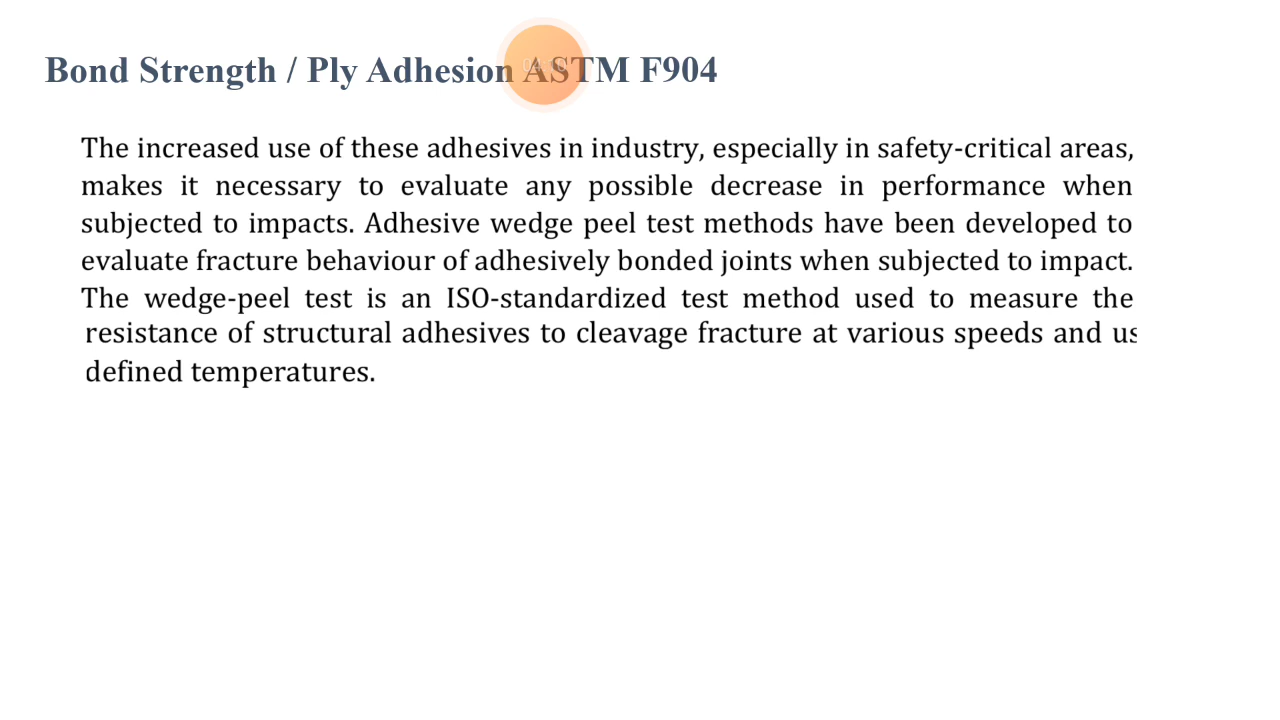 Bond Strength / Ply Adhesion ASTM F904
The increased use of these adhesives in industry, especially in safety-critical areas,
makes it necessary to evaluate any possible decrease in performance when
subjected to impacts. Adhesive wedge peel test methods have been developed to
evaluate fracture behaviour of adhesively bonded joints when subjected to impact.
The wedge-peel test is an ISO-standardized test method used to measure the
resistance of structural adhesives to cleavage fracture at various speeds and us
defined temperatures.